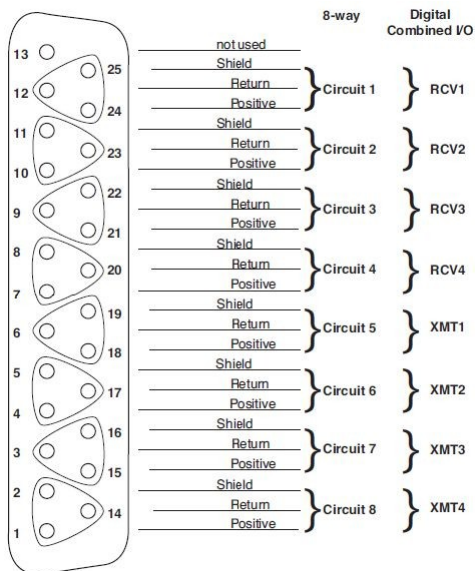 8-way Digital
Combined I/O
13 not used
25 Shield
12 Return Circuit 1 RCV1
24 Positive
11 Shield
23 Return Circuit 2 RCV2
10 Positive
22 Shield
9 Return Circuit 3 RCV3
21 Positive
8 Shield
20 Return Circuit 4 RCV4
7 Positive
19 Shield
6 Return Circuit 5 XMT1
18 Positive
5 Shield
17 Return Circuit 6 XMT2
4 Positive
16 Shield
3 Return Circuit 7 XMT3
15 Positive
2 Shield
14 Return Circuit 8 XMT4
1 Positive